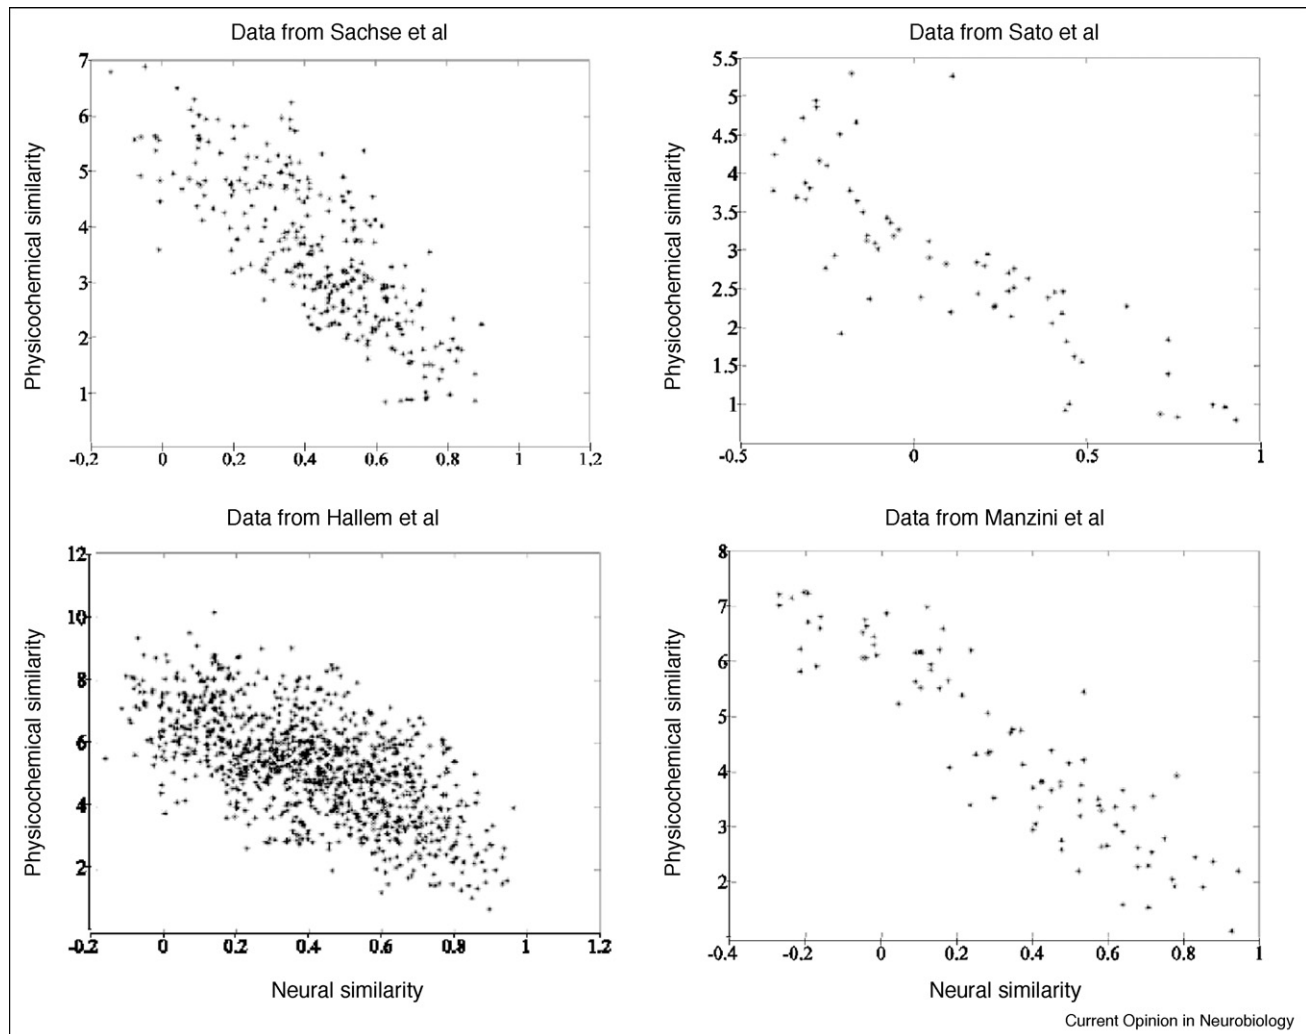 Data from Sachse et al
Physicochemical similarity
7
6
5
4
3
2
1
-0.2 0 0.2 0.4 0.6 0.8 1 1.2
Data from Sato et al
Physicochemical similarity
5.5
5
4.5
4
3.5
3
2.5
2
1.5
1
-0.5 0 0.5 1
Data from Hallem et al
Physicochemical similarity
12
10
8
6
4
2
-0.2 0 0.2 0.4 0.6 0.8 1 1.2
Neural similarity
Data from Manzini et al
Physicochemical similarity
8
7
6
5
4
3
2
-0.4 -0.2 0 0.2 0.4 0.6 0.8 1
Neural similarity
Current Opinion in Neurobiology